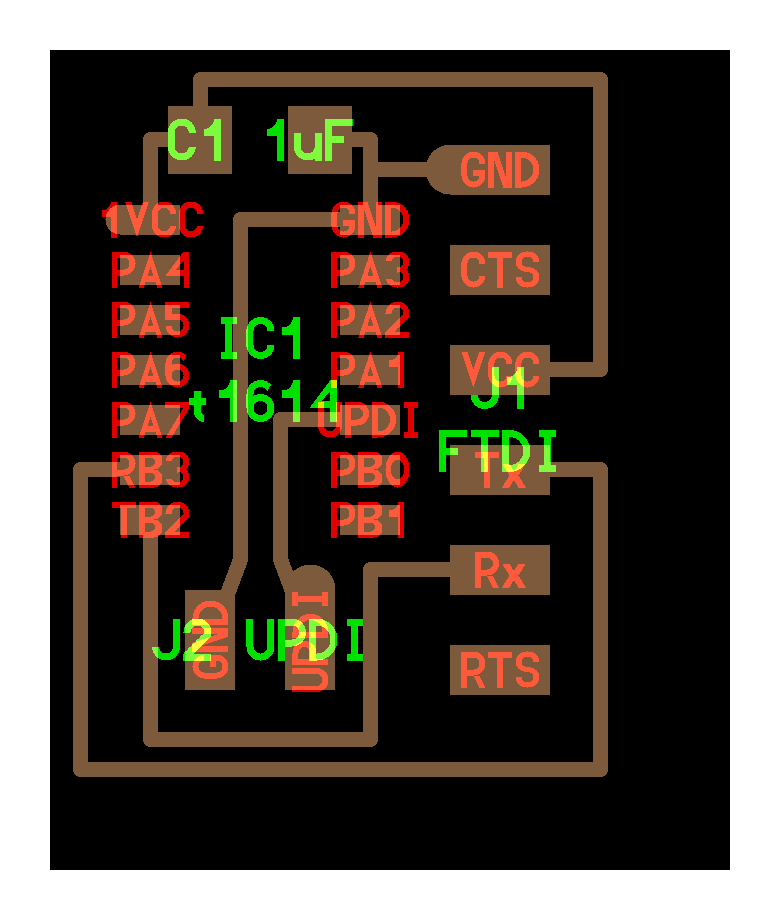 C1 1uF
GND
1VCC GND
PA4 PA3 CTS
PA5 PA2
IC1
PA6 PA1 VCC
J1
t1614
PA7 UPDI
FTDI
RB3 PB0 Tx
TB2 PB1
Rx
GND UPDI
J2 UPDI
RTS